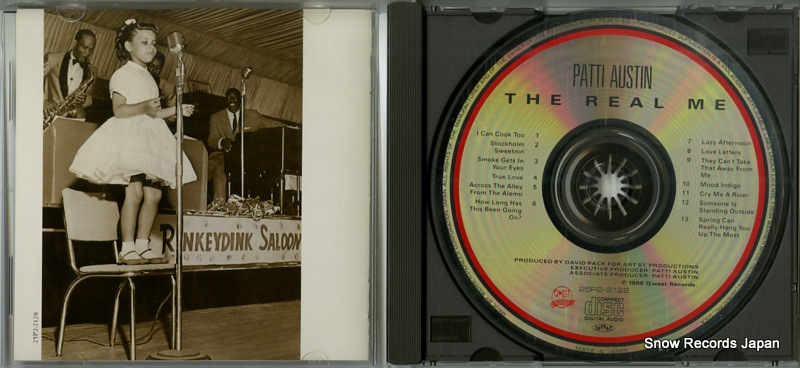 RINKEYDINK SALOON
25P2-2128
PATTI AUSTIN
THE REAL ME
I Can Cook Too 1
Stockholm 2
Sweetnin'
Smoke Gets In 3
Your Eyes
True Love 4
Across The Alley 5
From The Alamo
How Long Has 6
This Been Going
On?
7 Lazy Afternoon
8 Love Letters
9 They Can't Take
That Away From
Me
10 Mood Indigo
11 Cry Me A River
12 Someone Is
Standing Outside
13 Spring Can
Really Hang You
Up The Most
PRODUCED BY DAVID PACK FOR ART ST. PRODUCTIONS
EXECUTIVE PRODUCER: PATTI AUSTIN
ASSOCIATE PRODUCER: PATTI AUSTIN
℗ 1988 Qwest Records.
25P2-2128
COMPACT
disc
DIGITAL AUDIO
MADE IN JAPAN
Snow Records Japan